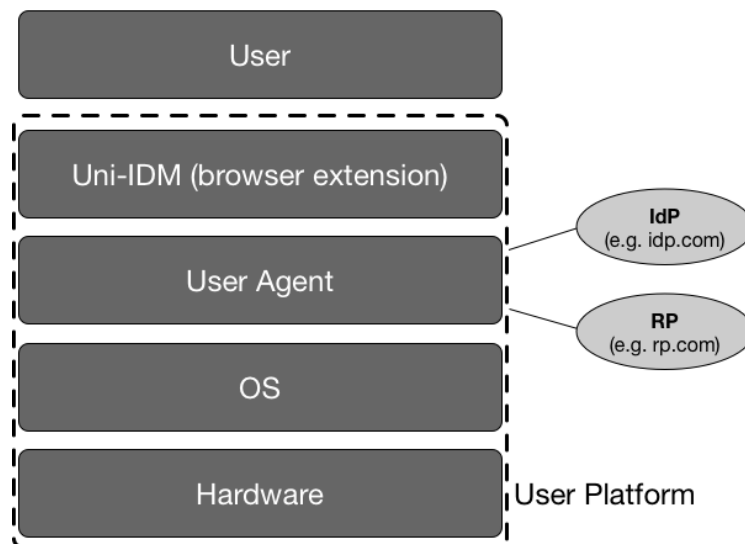 User
Uni-IDM (browser extension)
IdP
(e.g. idp.com)
User Agent
RP
(e.g. rp.com)
OS
Hardware
User Platform